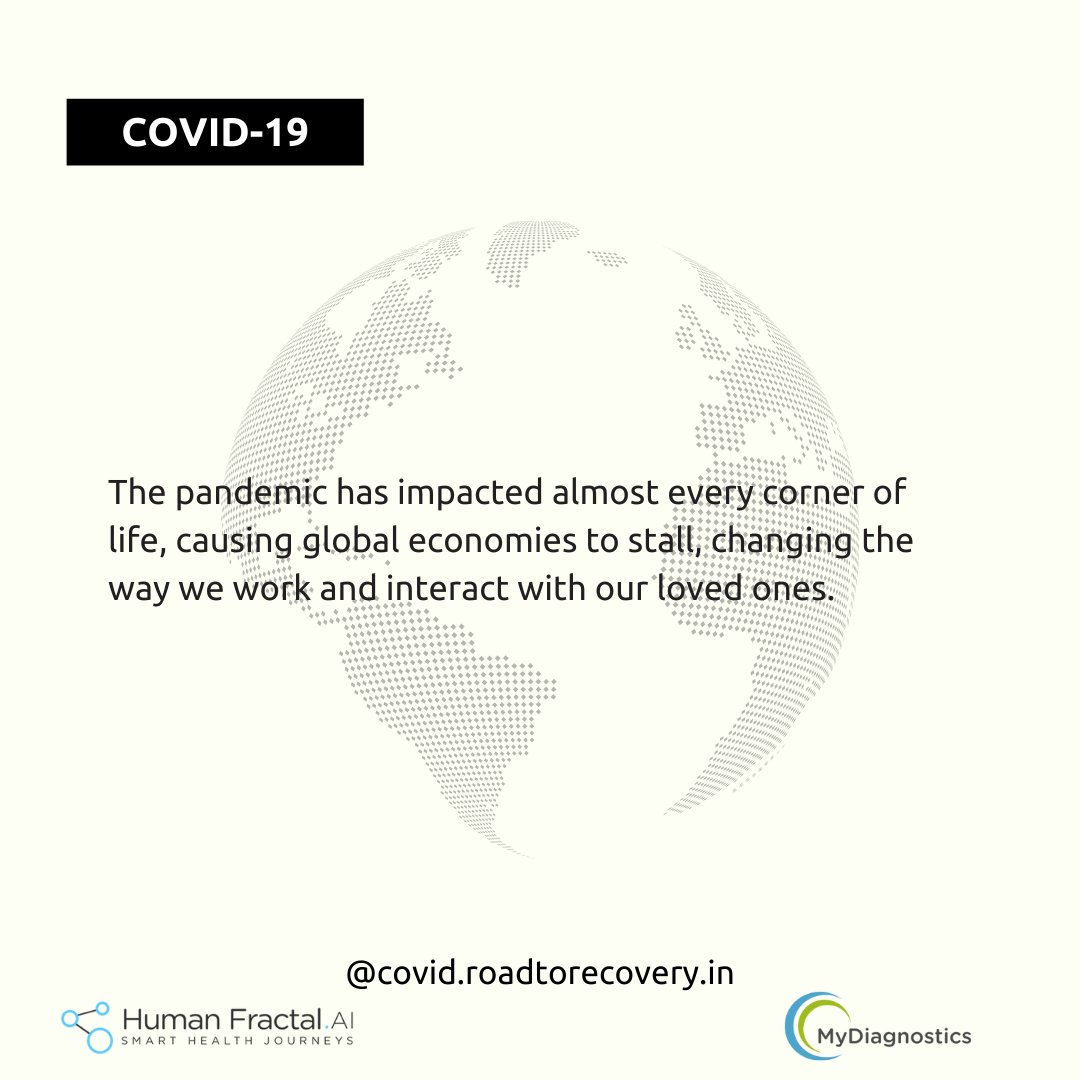 COVID-19
The pandemic has impacted almost every corner of
life, causing global economies to stall, changing the
way we work and interact with our loved ones.
@covid.roadtorecovery.in
Human Fractal.AI
SMART HEALTH JOURNEYS
MyDiagnostics